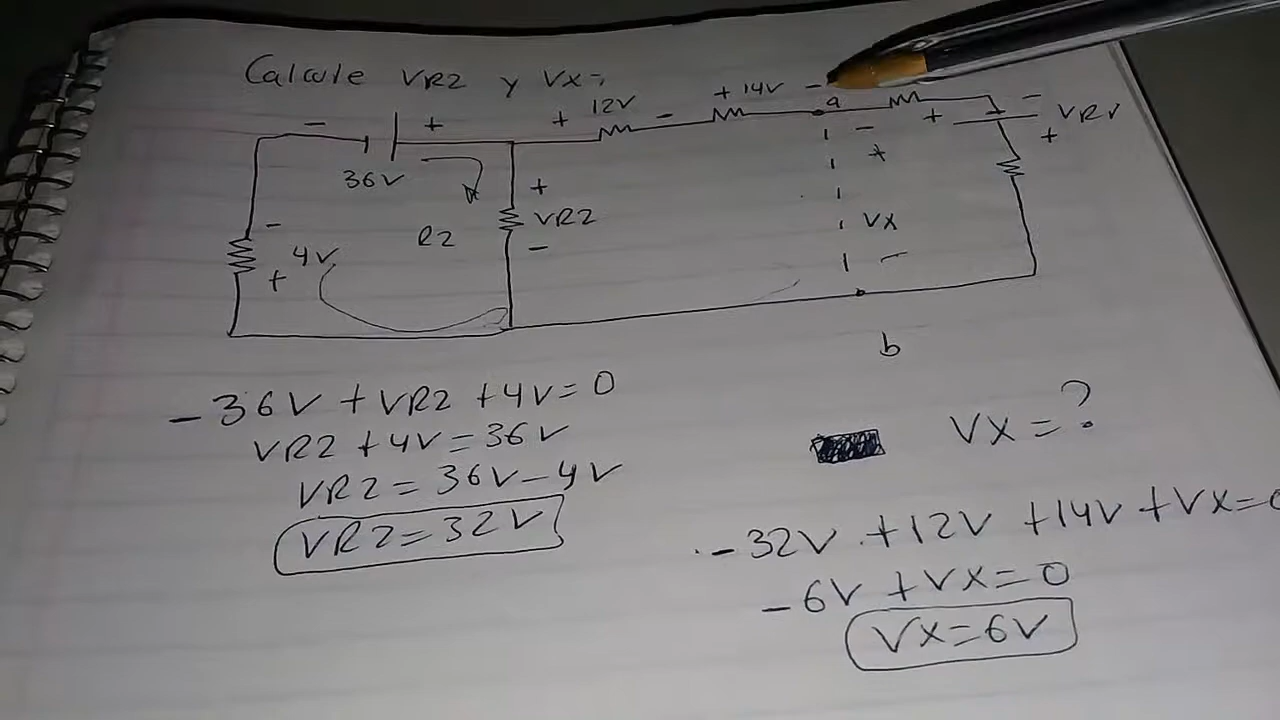 Calcule VR2 y VX=
- + + 12V - + 14V - a - + VRV +
36V
- 4V +
R2
+ VR2 -
- + VX -
b
-36V + VR2 + 4V = 0
VR2 + 4V = 36V
VR2 = 36V - 4V
VR2 = 32V
VX = ?
-32V + 12V + 14V + VX = 0
-6V + VX = 0
VX = 6V